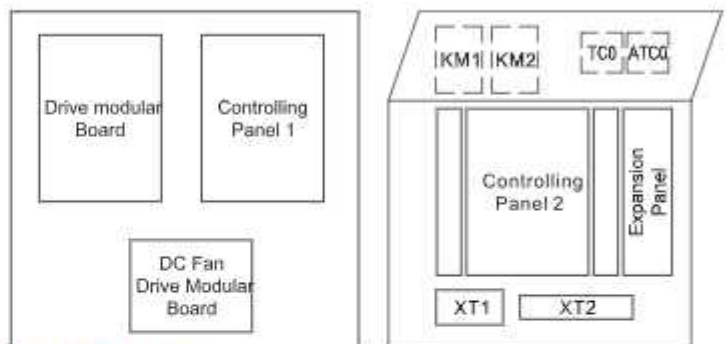 Drive modular
Board
Controlling
Panel 1
DC Fan
Drive Modular
Board
KM1
KM2
TC0
ATC0
Controlling
Panel 2
Expansion
Panel
XT1
XT2